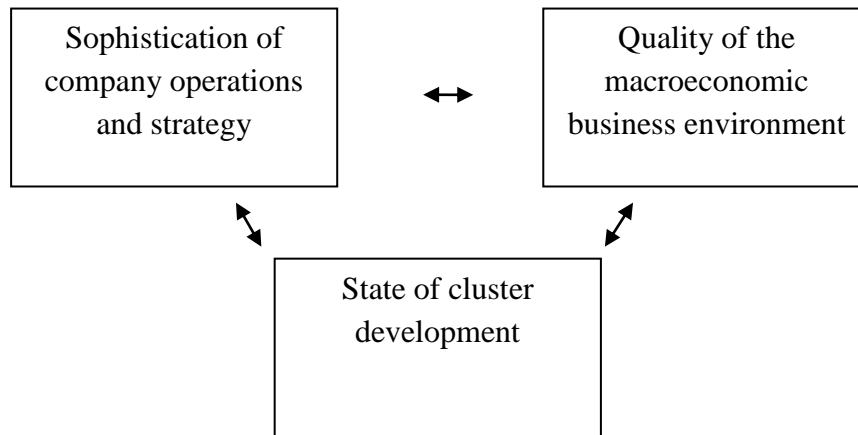 Sophistication of
company operations
and strategy
Quality of the
macroeconomic
business environment
State of cluster
development